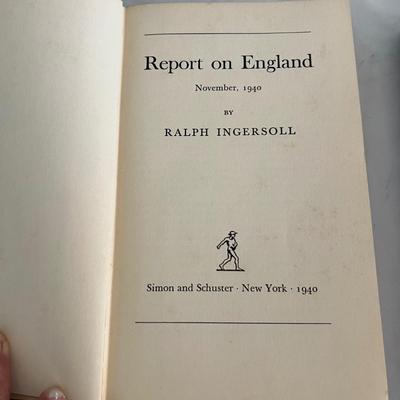 Report on England
November, 1940
BY
RALPH INGERSOLL
Simon and Schuster · New York · 1940